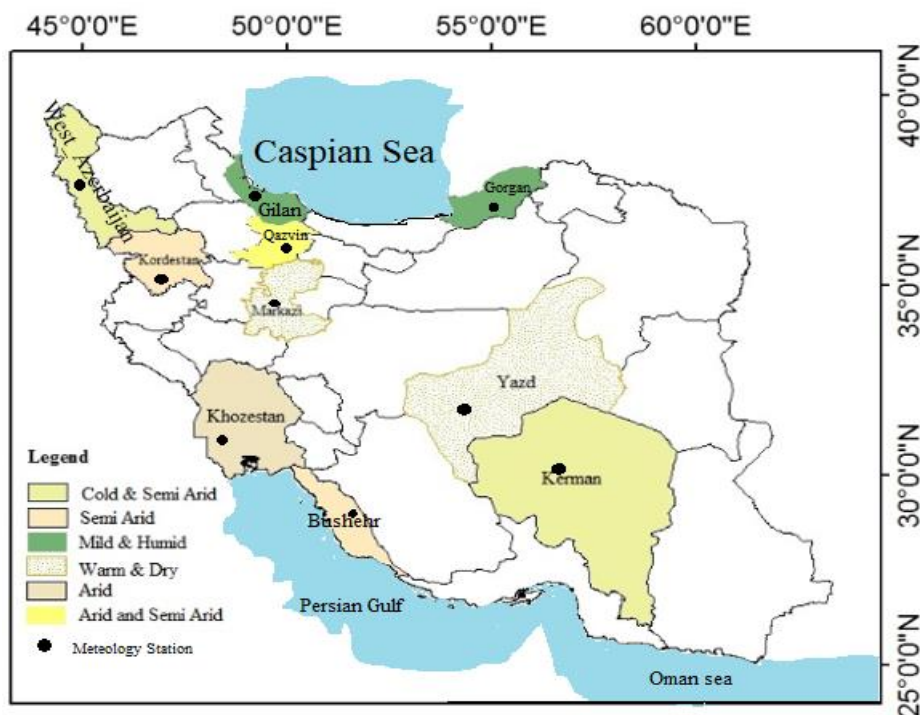 45°0'0"E 50°0'0"E 55°0'0"E 60°0'0"E
40°0'0"N
35°0'0"N
30°0'0"N
25°0'0"N
West_Azerbaijan
Caspian Sea
Gilan
Gorgan
Qazvin
Kordestan
Markazi
Yazd
Khozestan
Kerman
Bushehr
Persian Gulf
Oman sea
Legend
Cold & Semi Arid
Semi Arid
Mild & Humid
Warm & Dry
Arid
Arid and Semi Arid
Meteology Station